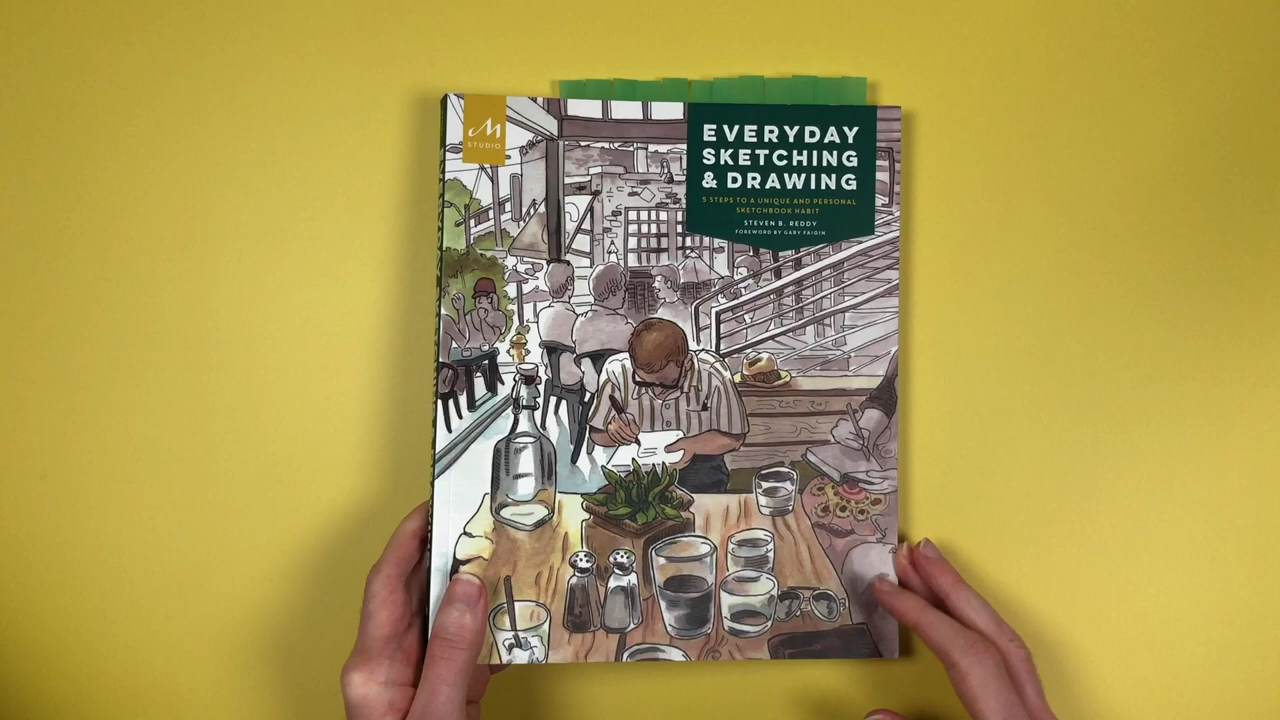 M
STUDIO
EVERYDAY
SKETCHING
& DRAWING
5 STEPS TO A UNIQUE AND PERSONAL
SKETCHBOOK HABIT
STEVEN B. REDDY
FOREWORD BY GARY FAIGIN